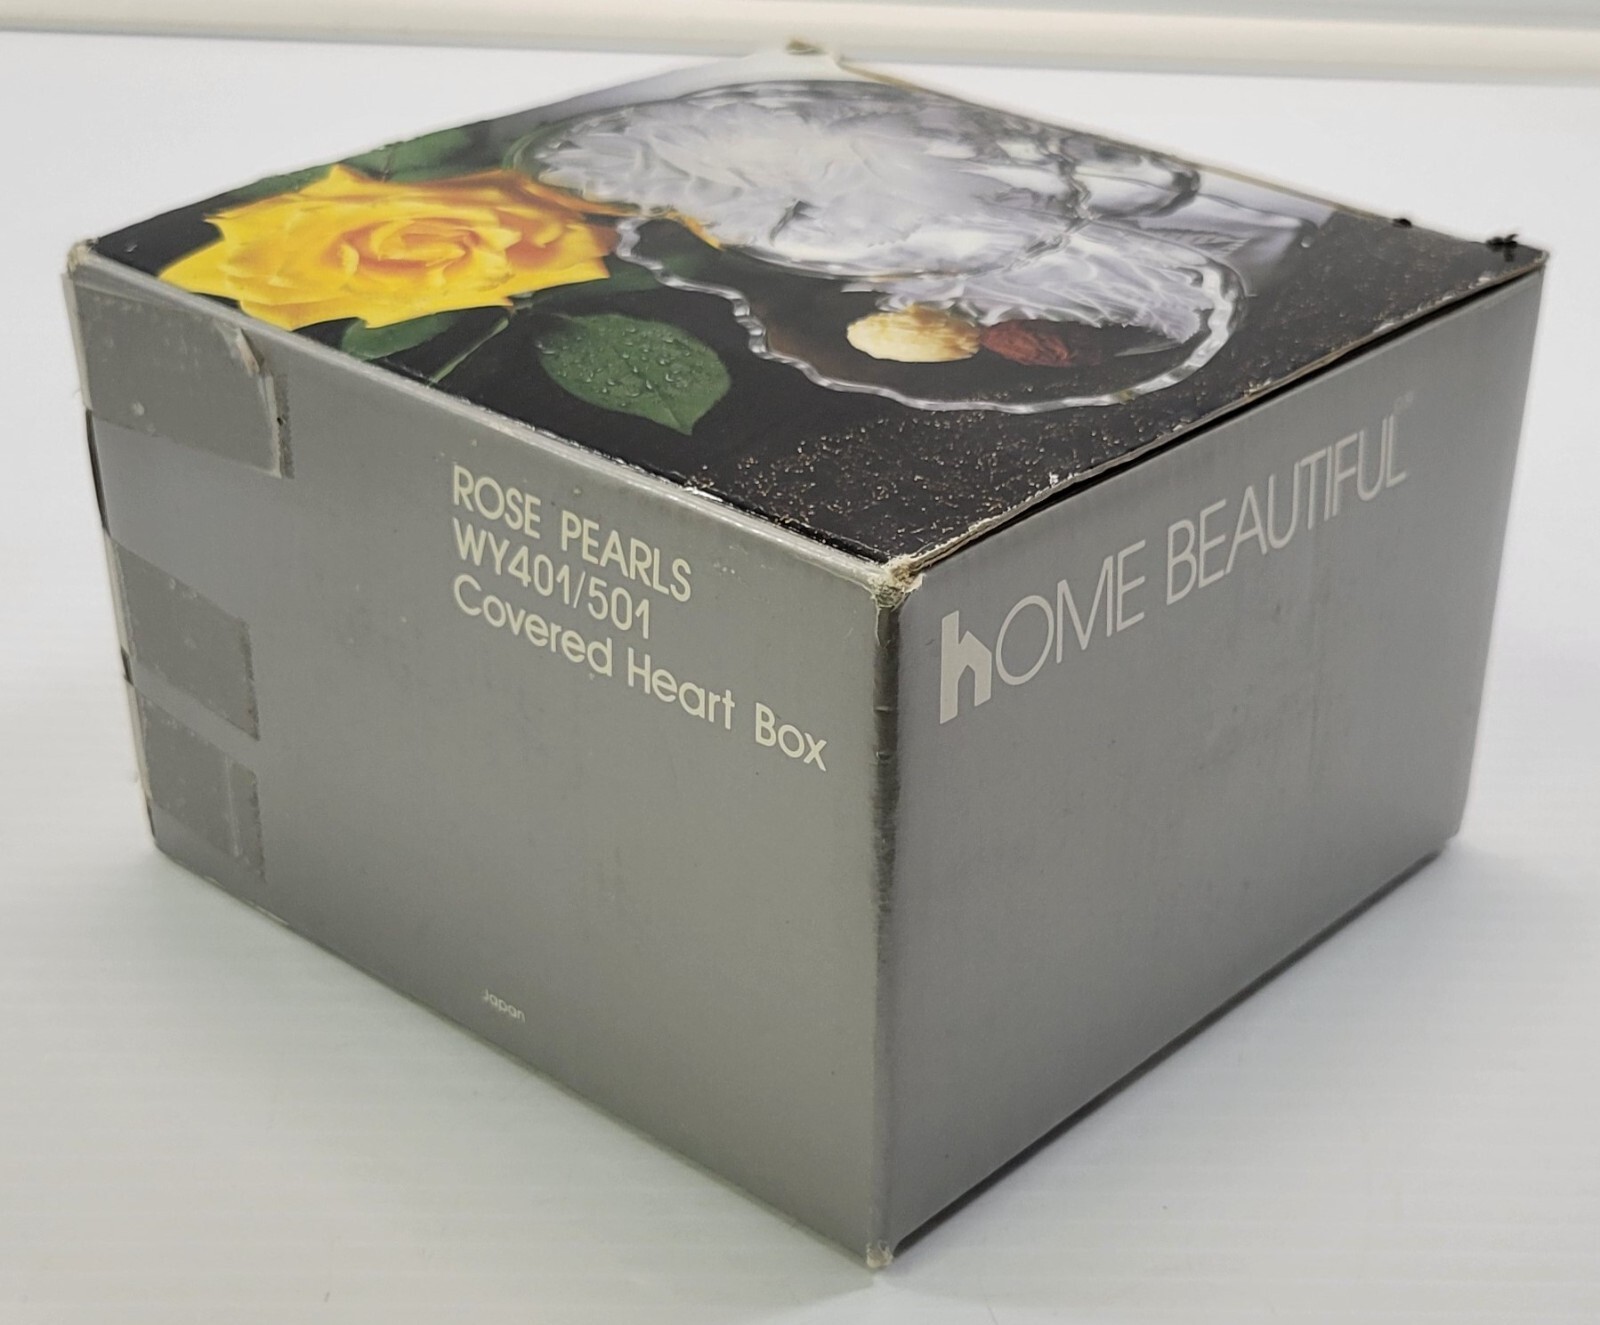 ROSE PEARLS
WY401/501
Covered Heart Box
Japan
hOME BEAUTIFUL